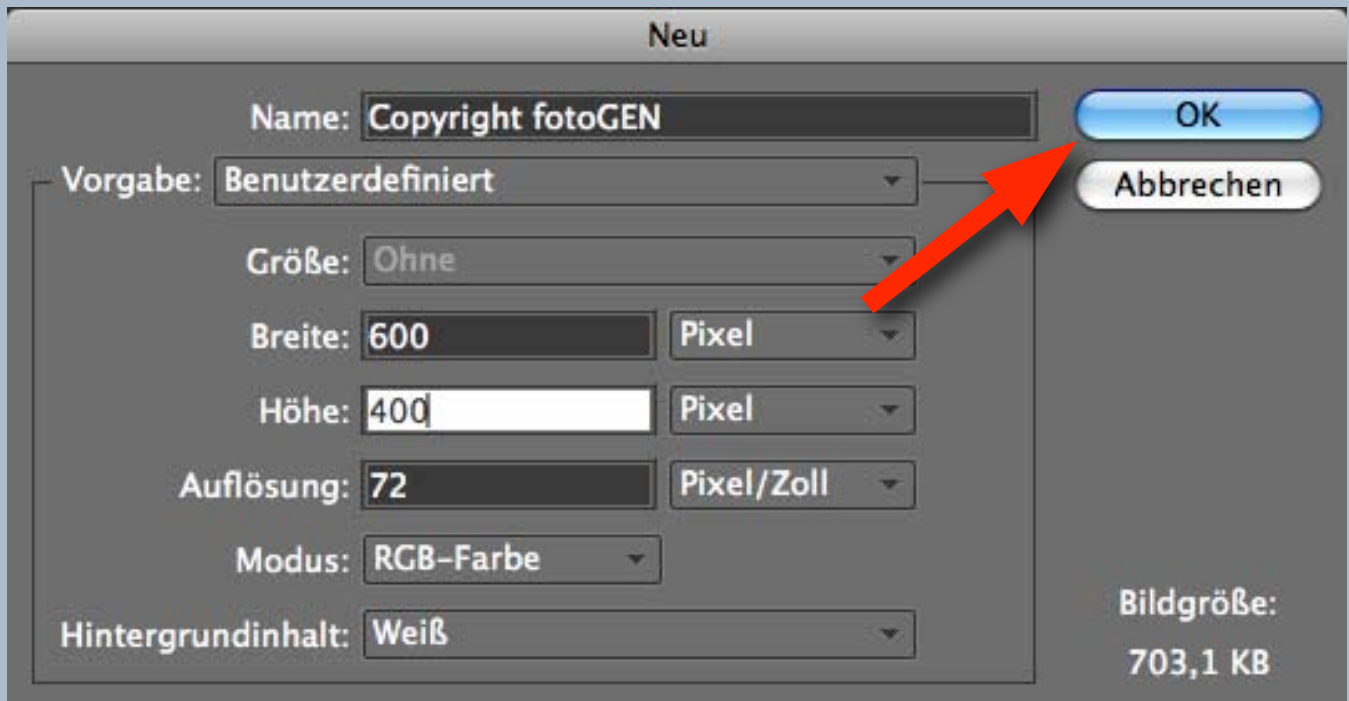 Neu
Name: Copyright fotoGEN
OK
Vorgabe: Benutzerdefiniert
Abbrechen
Größe: Ohne
Breite: 600 Pixel
Höhe: 400 Pixel
Auflösung: 72 Pixel/Zoll
Modus: RGB-Farbe
Hintergrundinhalt: Weiß
Bildgröße:
703,1 KB